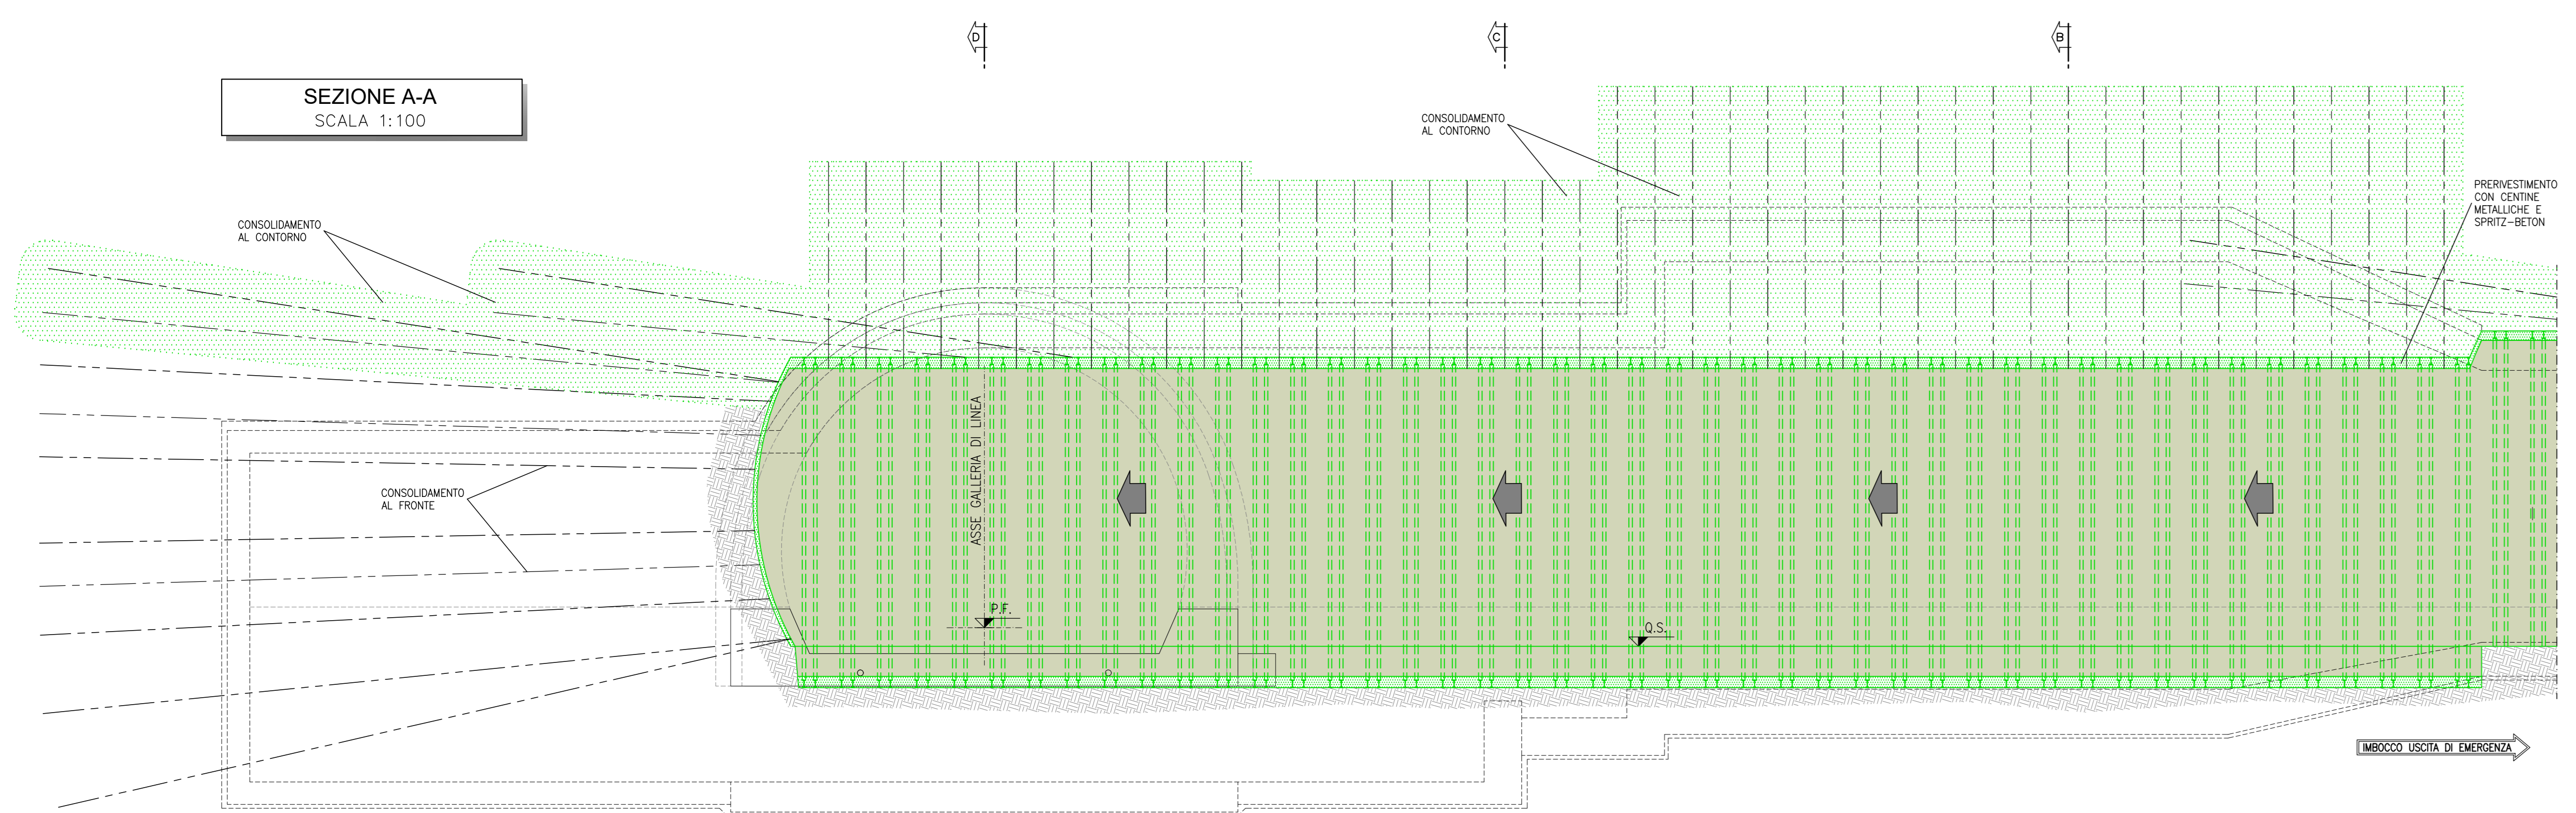 D
C
B
SEZIONE A-A
SCALA 1:100
CONSOLIDAMENTO
AL CONTORNO
PRERIVESTIMENTO
CON CENTINE
METALLICHE E
SPRITZ-BETON
CONSOLIDAMENTO
AL CONTORNO
ASSE GALLERIA DI LINEA
CONSOLIDAMENTO
AL FRONTE
P.F.
Q.S.
IMBOCCO USCITA DI EMERGENZA